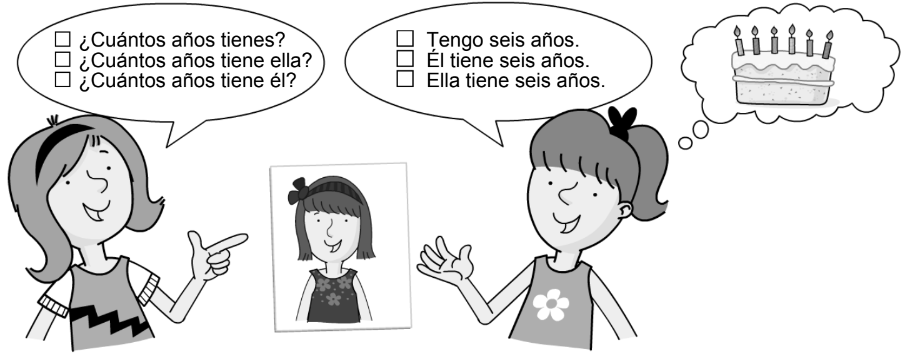 ☐ ¿Cuántos años tienes?
☐ ¿Cuántos años tiene ella?
☐ ¿Cuántos años tiene él?
☐ Tengo seis años.
☐ Él tiene seis años.
☐ Ella tiene seis años.